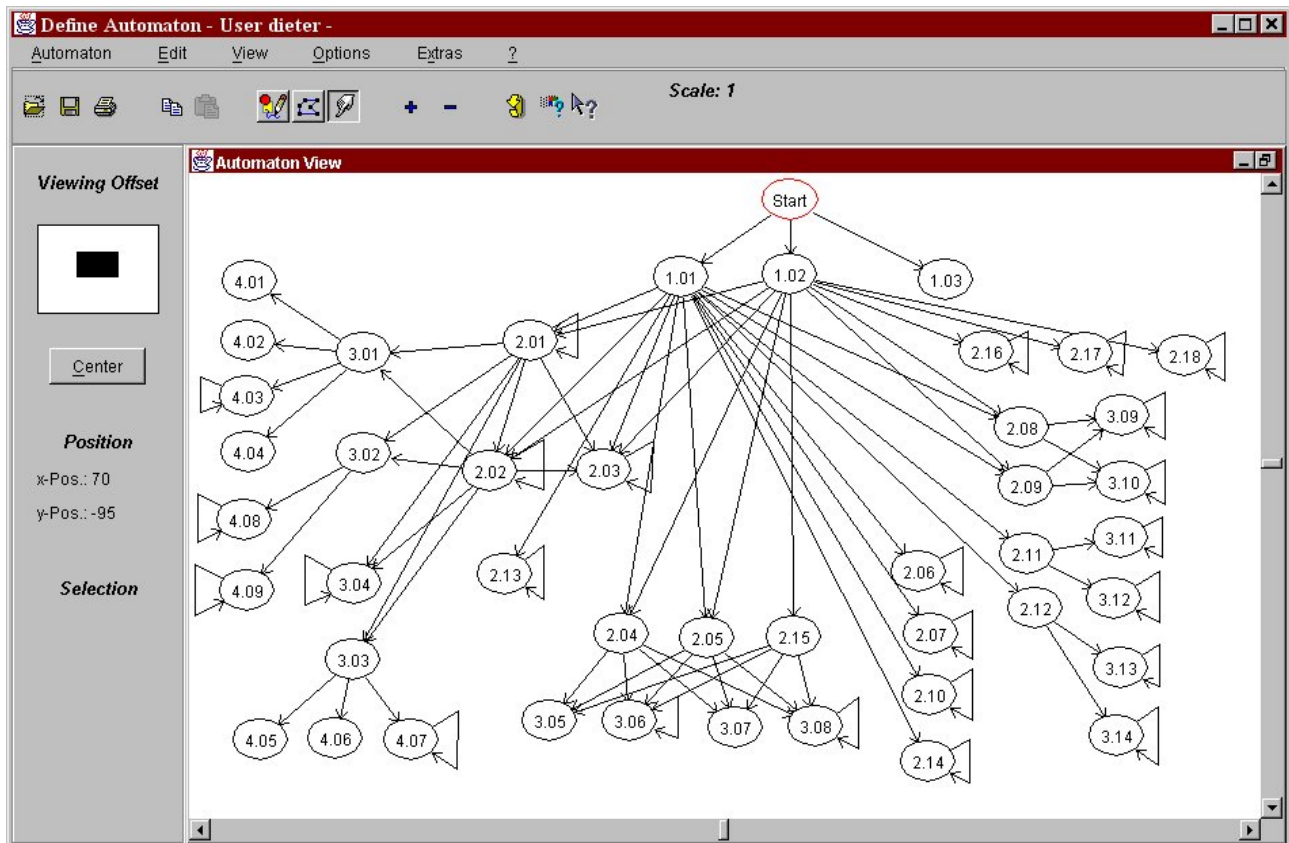 Define Automaton - User dieter -
Automaton Edit View Options Extras ?
Scale: 1
Viewing Offset
Center
Position
x-Pos.: 70
y-Pos.: -95
Selection
Automaton View
Start
1.01 1.02 1.03
4.01
4.02
3.01
2.01
2.16 2.17 2.18
4.03
4.04
3.02
2.02
2.03
2.08
3.09
2.09
3.10
4.08
4.09
3.04
2.13
2.06
2.11
3.11
3.12
2.12
2.04 2.05 2.15
2.07
3.03
3.13
2.10
4.05 4.06 4.07
3.05 3.06 3.07 3.08
2.14
3.14